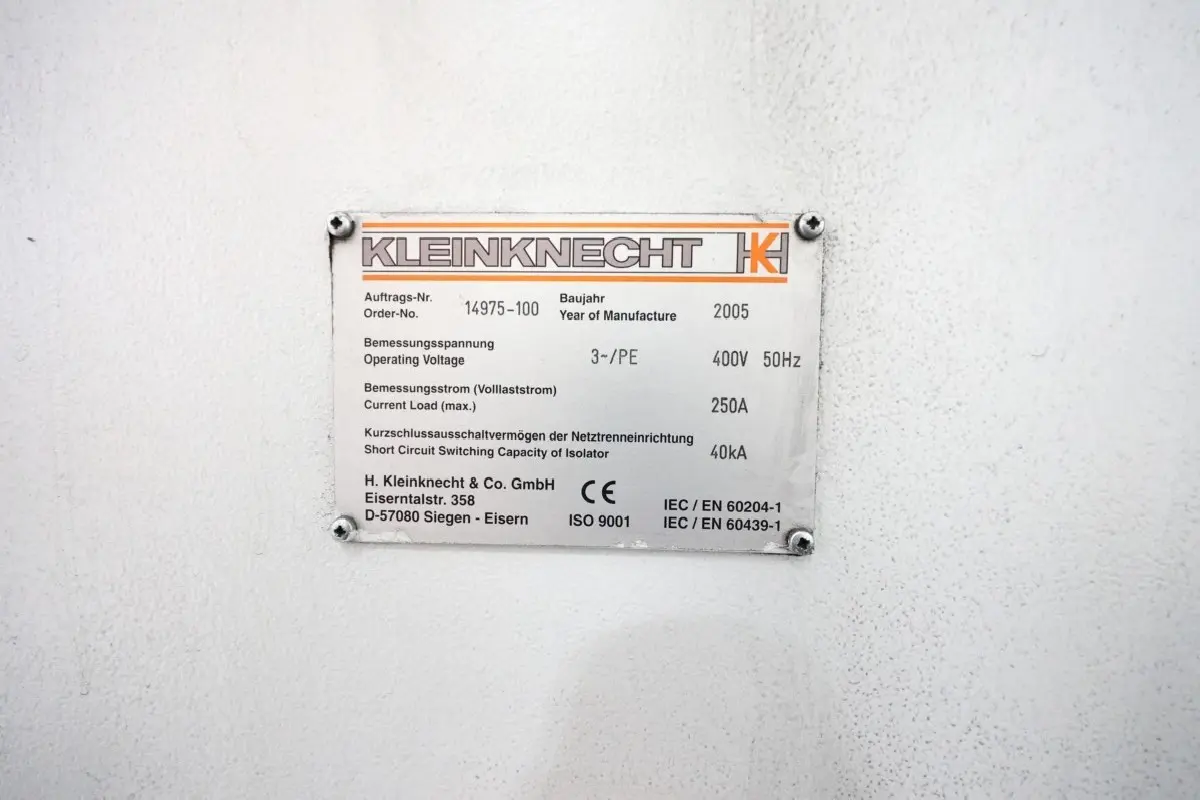 KLEINKNECHT HK
Auftrags-Nr.
Order-No.
14975-100
Baujahr
Year of Manufacture
2005
Bemessungsspannung
Operating Voltage
3~/PE
400V 50Hz
Bemessungsstrom (Volllaststrom)
Current Load (max.)
250A
Kurzschlussausschaltvermögen der Netztrenneinrichtung
Short Circuit Switching Capacity of Isolator
40kA
H. Kleinknecht & Co. GmbH
Eiserntalstr. 358
D-57080 Siegen - Eisern
CE
ISO 9001
IEC / EN 60204-1
IEC / EN 60439-1